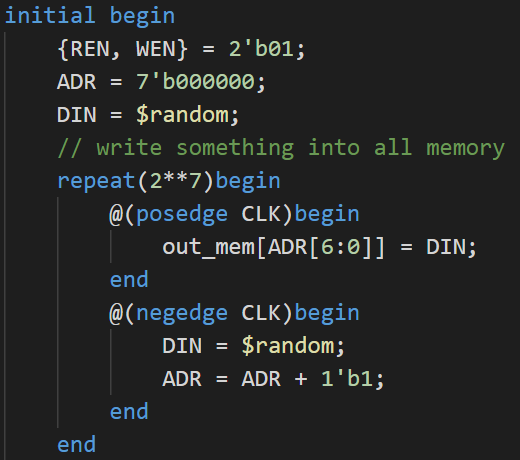 initial begin
{REN, WEN} = 2'b01;
ADR = 7'b000000;
DIN = $random;
// write something into all memory
repeat(2**7)begin
@(posedge CLK)begin
out_mem[ADR[6:0]] = DIN;
end
@(negedge CLK)begin
DIN = $random;
ADR = ADR + 1'b1;
end
end